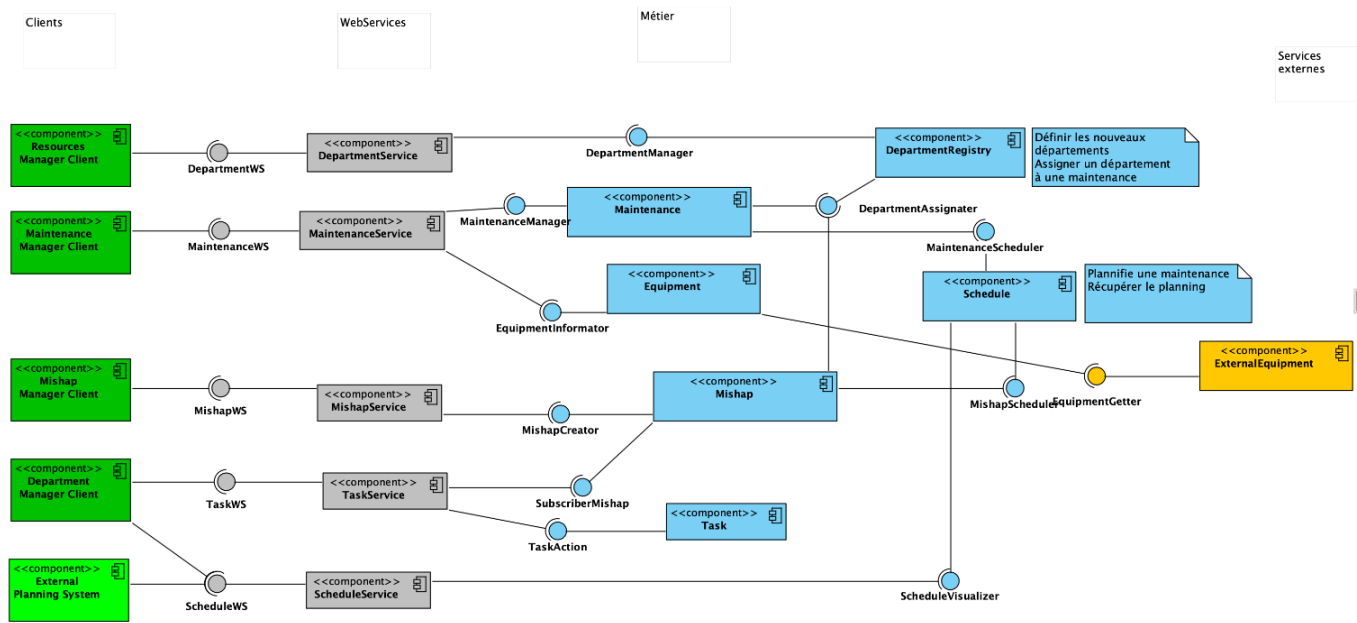 Clients
WebServices
Métier
Services
externes
<<component>>
Resources
Manager Client
DepartmentWS
<<component>>
DepartmentService
DepartmentManager
<<component>>
DepartmentRegistry
Définir les nouveaux
départements
Assigner un département
à une maintenance
<<component>>
Maintenance
Manager Client
MaintenanceWS
<<component>>
MaintenanceService
MaintenanceManager
<<component>>
Maintenance
DepartmentAssignater
MaintenanceScheduler
<<component>>
Equipment
EquipmentInformator
<<component>>
Schedule
Plannifie une maintenance
Récupérer le planning
<<component>>
ExternalEquipment
EquipmentGetter
<<component>>
Mishap
Manager Client
MishapWS
<<component>>
MishapService
MishapCreator
<<component>>
Mishap
MishapScheduler
<<component>>
Department
Manager Client
TaskWS
<<component>>
TaskService
SubscriberMishap
TaskAction
<<component>>
Task
<<component>>
External
Planning System
ScheduleWS
<<component>>
ScheduleService
ScheduleVisualizer